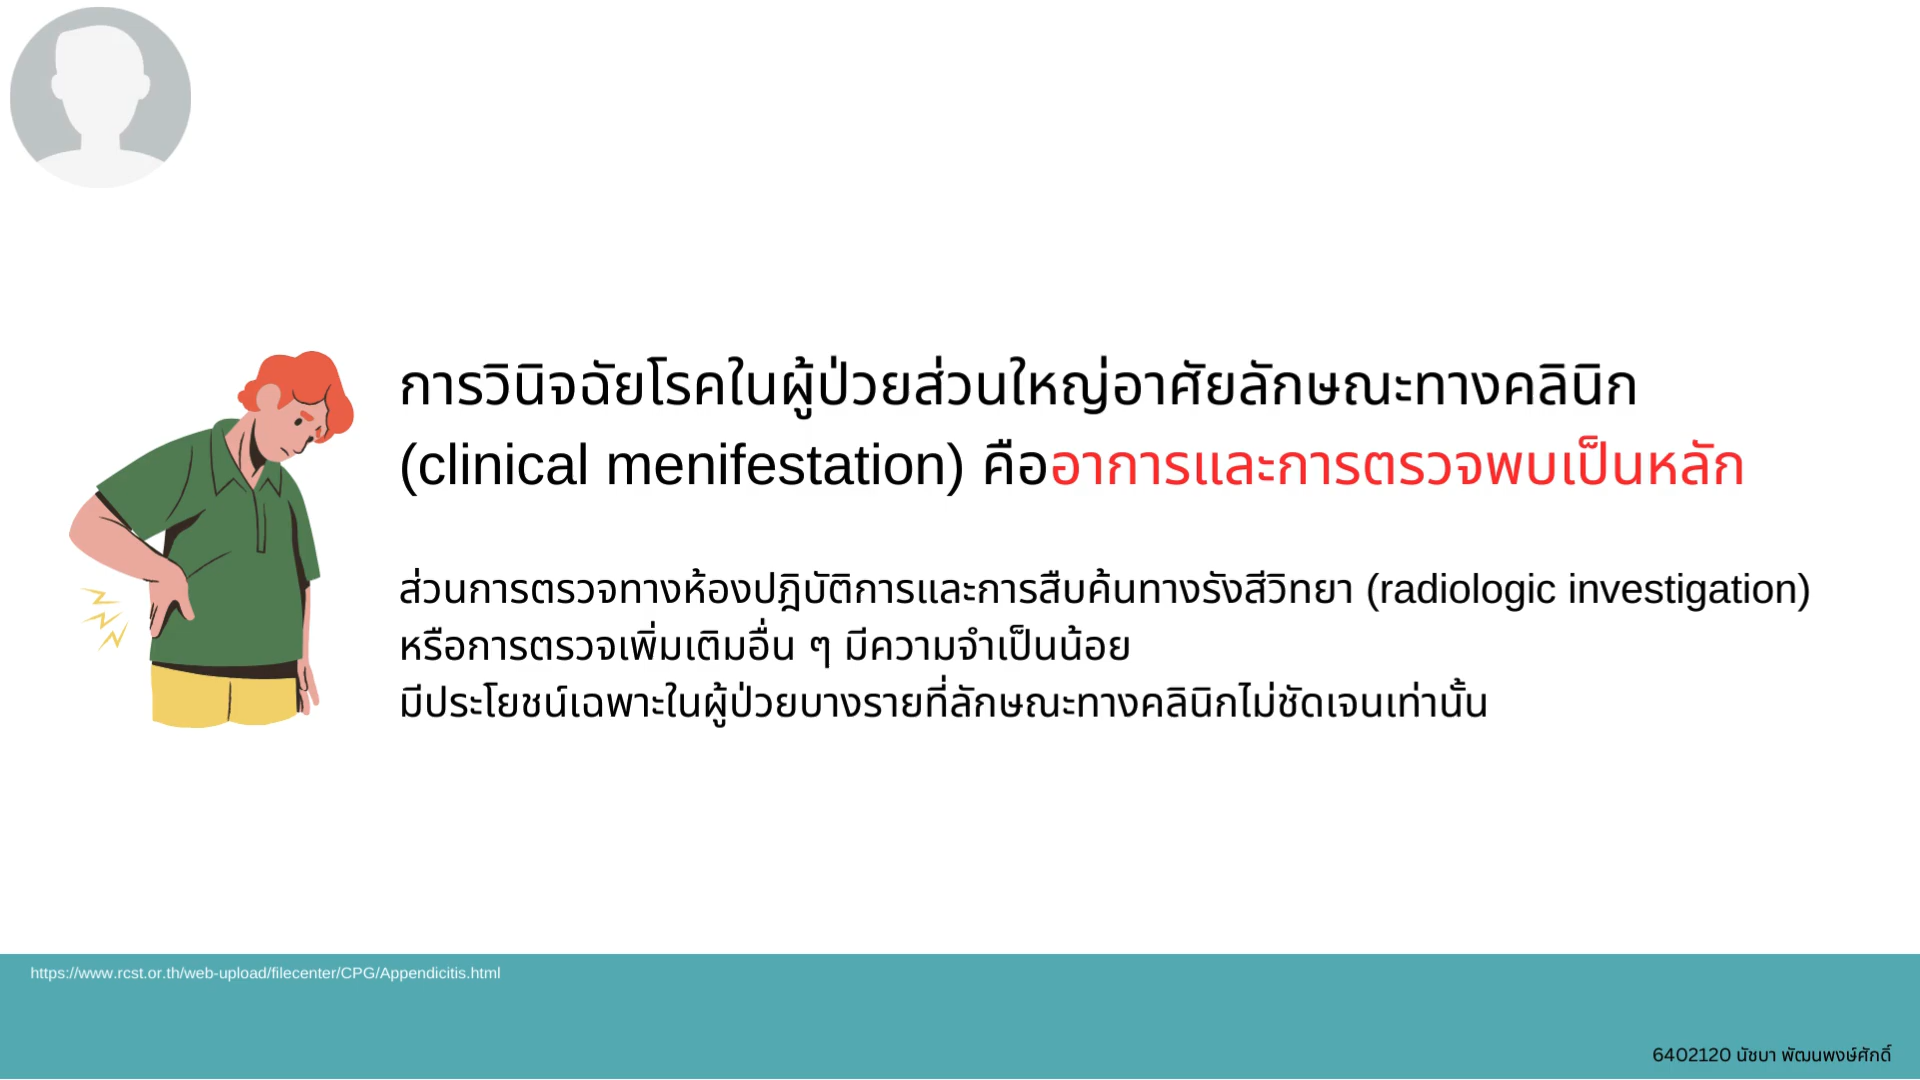 การวินิจฉัยโรคในผู้ป่วยส่วนใหญ่อาศัยลักษณะทางคลินิก
(clinical menifestation) คืออาการและการตรวจพบเป็นหลัก
ส่วนการตรวจทางห้องปฎิบัติการและการสืบค้นทางรังสีวิทยา (radiologic investigation)
หรือการตรวจเพิ่มเติมอื่น ๆ มีความจำเป็นน้อย
มีประโยชน์เฉพาะในผู้ป่วยบางรายที่ลักษณะทางคลินิกไม่ชัดเจนเท่านั้น
https://www.rcst.or.th/web-upload/filecenter/CPG/Appendicitis.html
6402120 นัชบา พัฒนพงษ์ศักดิ์